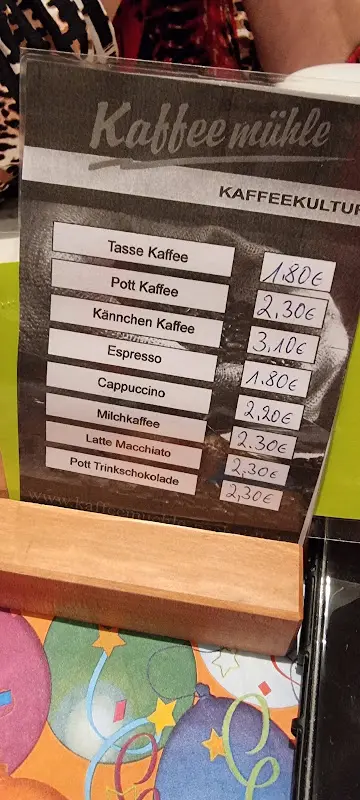 Kaffeemühle
KAFFEEKULTUR
Tasse Kaffee 1,80€
Pott Kaffee 2,30€
Kännchen Kaffee 3,10€
Espresso 1,80€
Cappuccino 2,20€
Milchkaffee 2.30€
Latte Macchiato 2.30€
Pott Trinkschokolade 2,30€